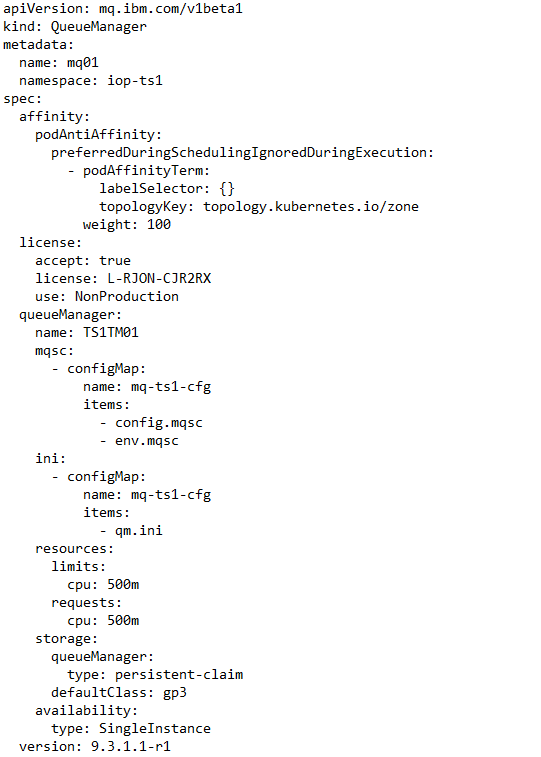 apiVersion: mq.ibm.com/v1beta1
kind: QueueManager
metadata:
  name: mq01
  namespace: iop-ts1
spec:
  affinity:
    podAntiAffinity:
      preferredDuringSchedulingIgnoredDuringExecution:
        - podAffinityTerm:
            labelSelector: {}
            topologyKey: topology.kubernetes.io/zone
          weight: 100
  license:
    accept: true
    license: L-RJON-CJR2RX
    use: NonProduction
  queueManager:
    name: TS1TM01
    mqsc:
      - configMap:
          name: mq-ts1-cfg
          items:
            - config.mqsc
            - env.mqsc
    ini:
      - configMap:
          name: mq-ts1-cfg
          items:
            - qm.ini
    resources:
      limits:
        cpu: 500m
      requests:
        cpu: 500m
    storage:
      queueManager:
        type: persistent-claim
      defaultClass: gp3
    availability:
      type: SingleInstance
  version: 9.3.1.1-r1